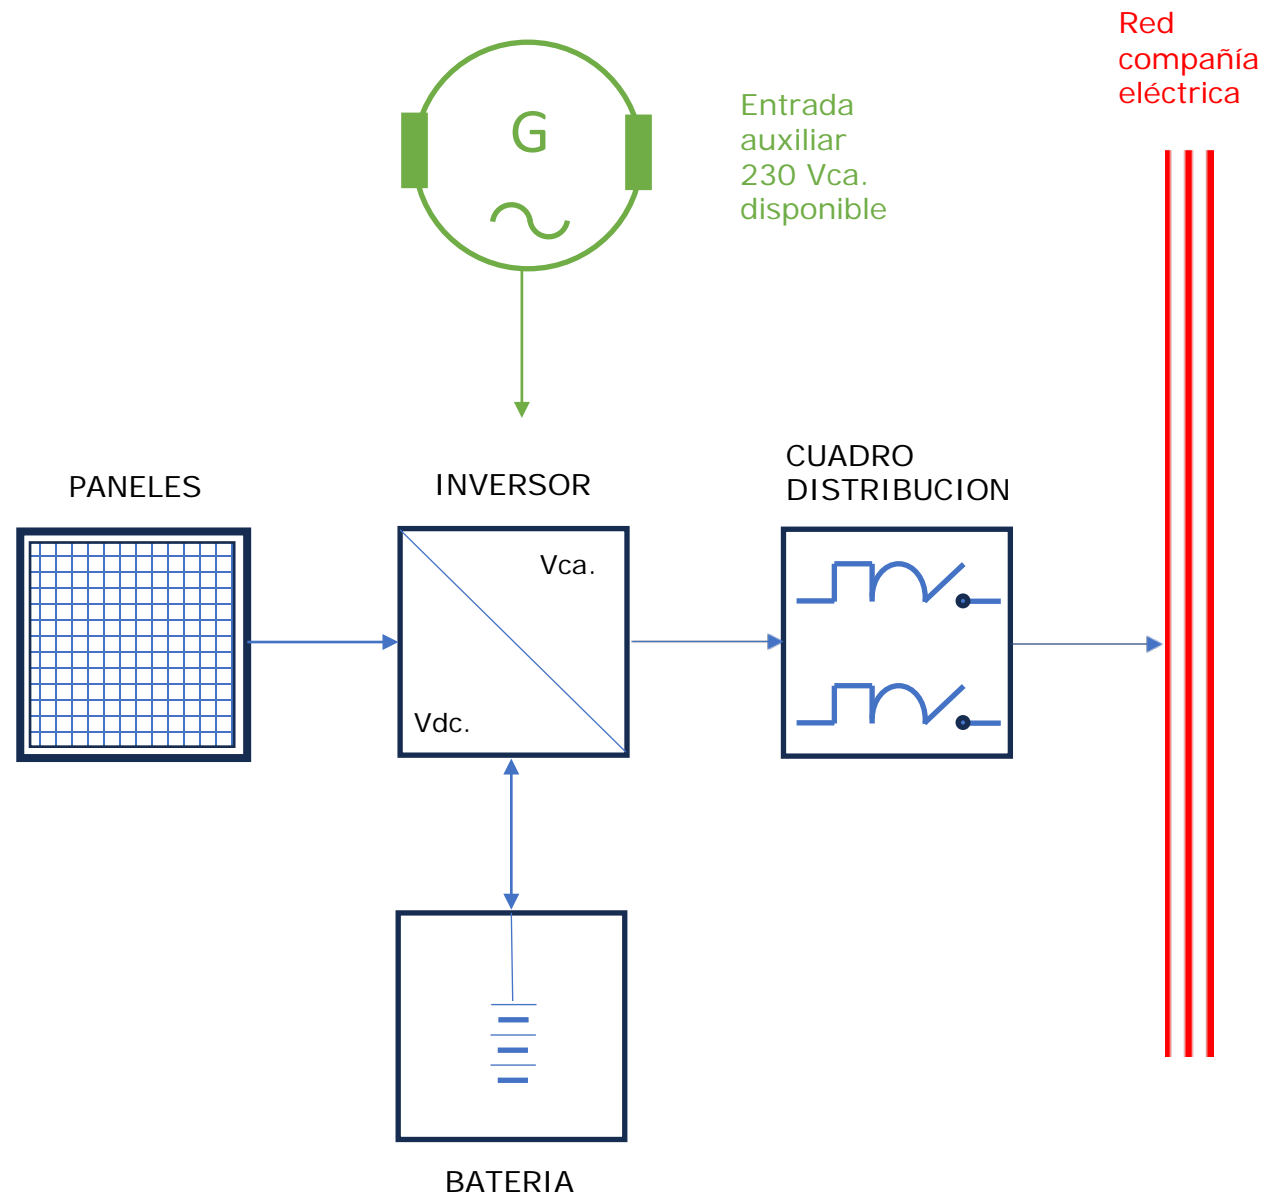 Red
compañía
eléctrica
Entrada
auxiliar
230 Vca.
disponible
G
PANELES
INVERSOR
CUADRO
DISTRIBUCION
Vca.
Vdc.
BATERIA